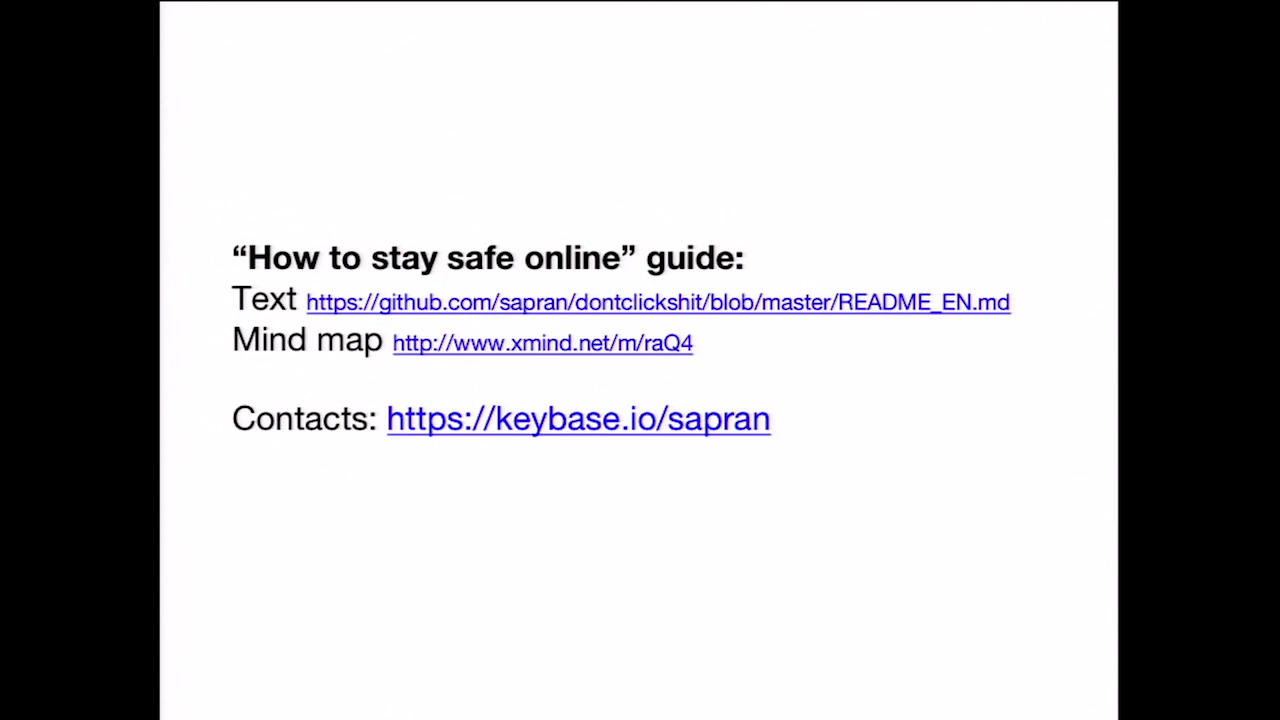 “How to stay safe online” guide:
Text https://github.com/sapran/dontclickshit/blob/master/README_EN.md
Mind map http://www.xmind.net/m/raQ4
Contacts: https://keybase.io/sapran